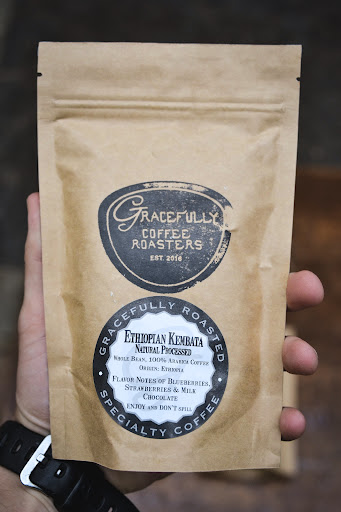 GRACEFULLY
COFFEE
ROASTERS
EST. 2016
GRACEFULLY ROASTED
ETHIOPIAN KEMBATA
NATURAL PROCESSED
WHOLE BEAN, 100% ARABICA COFFEE
ORIGIN: ETHIOPIA
FLAVOR NOTES OF BLUEBERRIES,
STRAWBERRIES & MILK
CHOCOLATE
ENJOY AND DON'T SPILL
SPECIALTY COFFEE